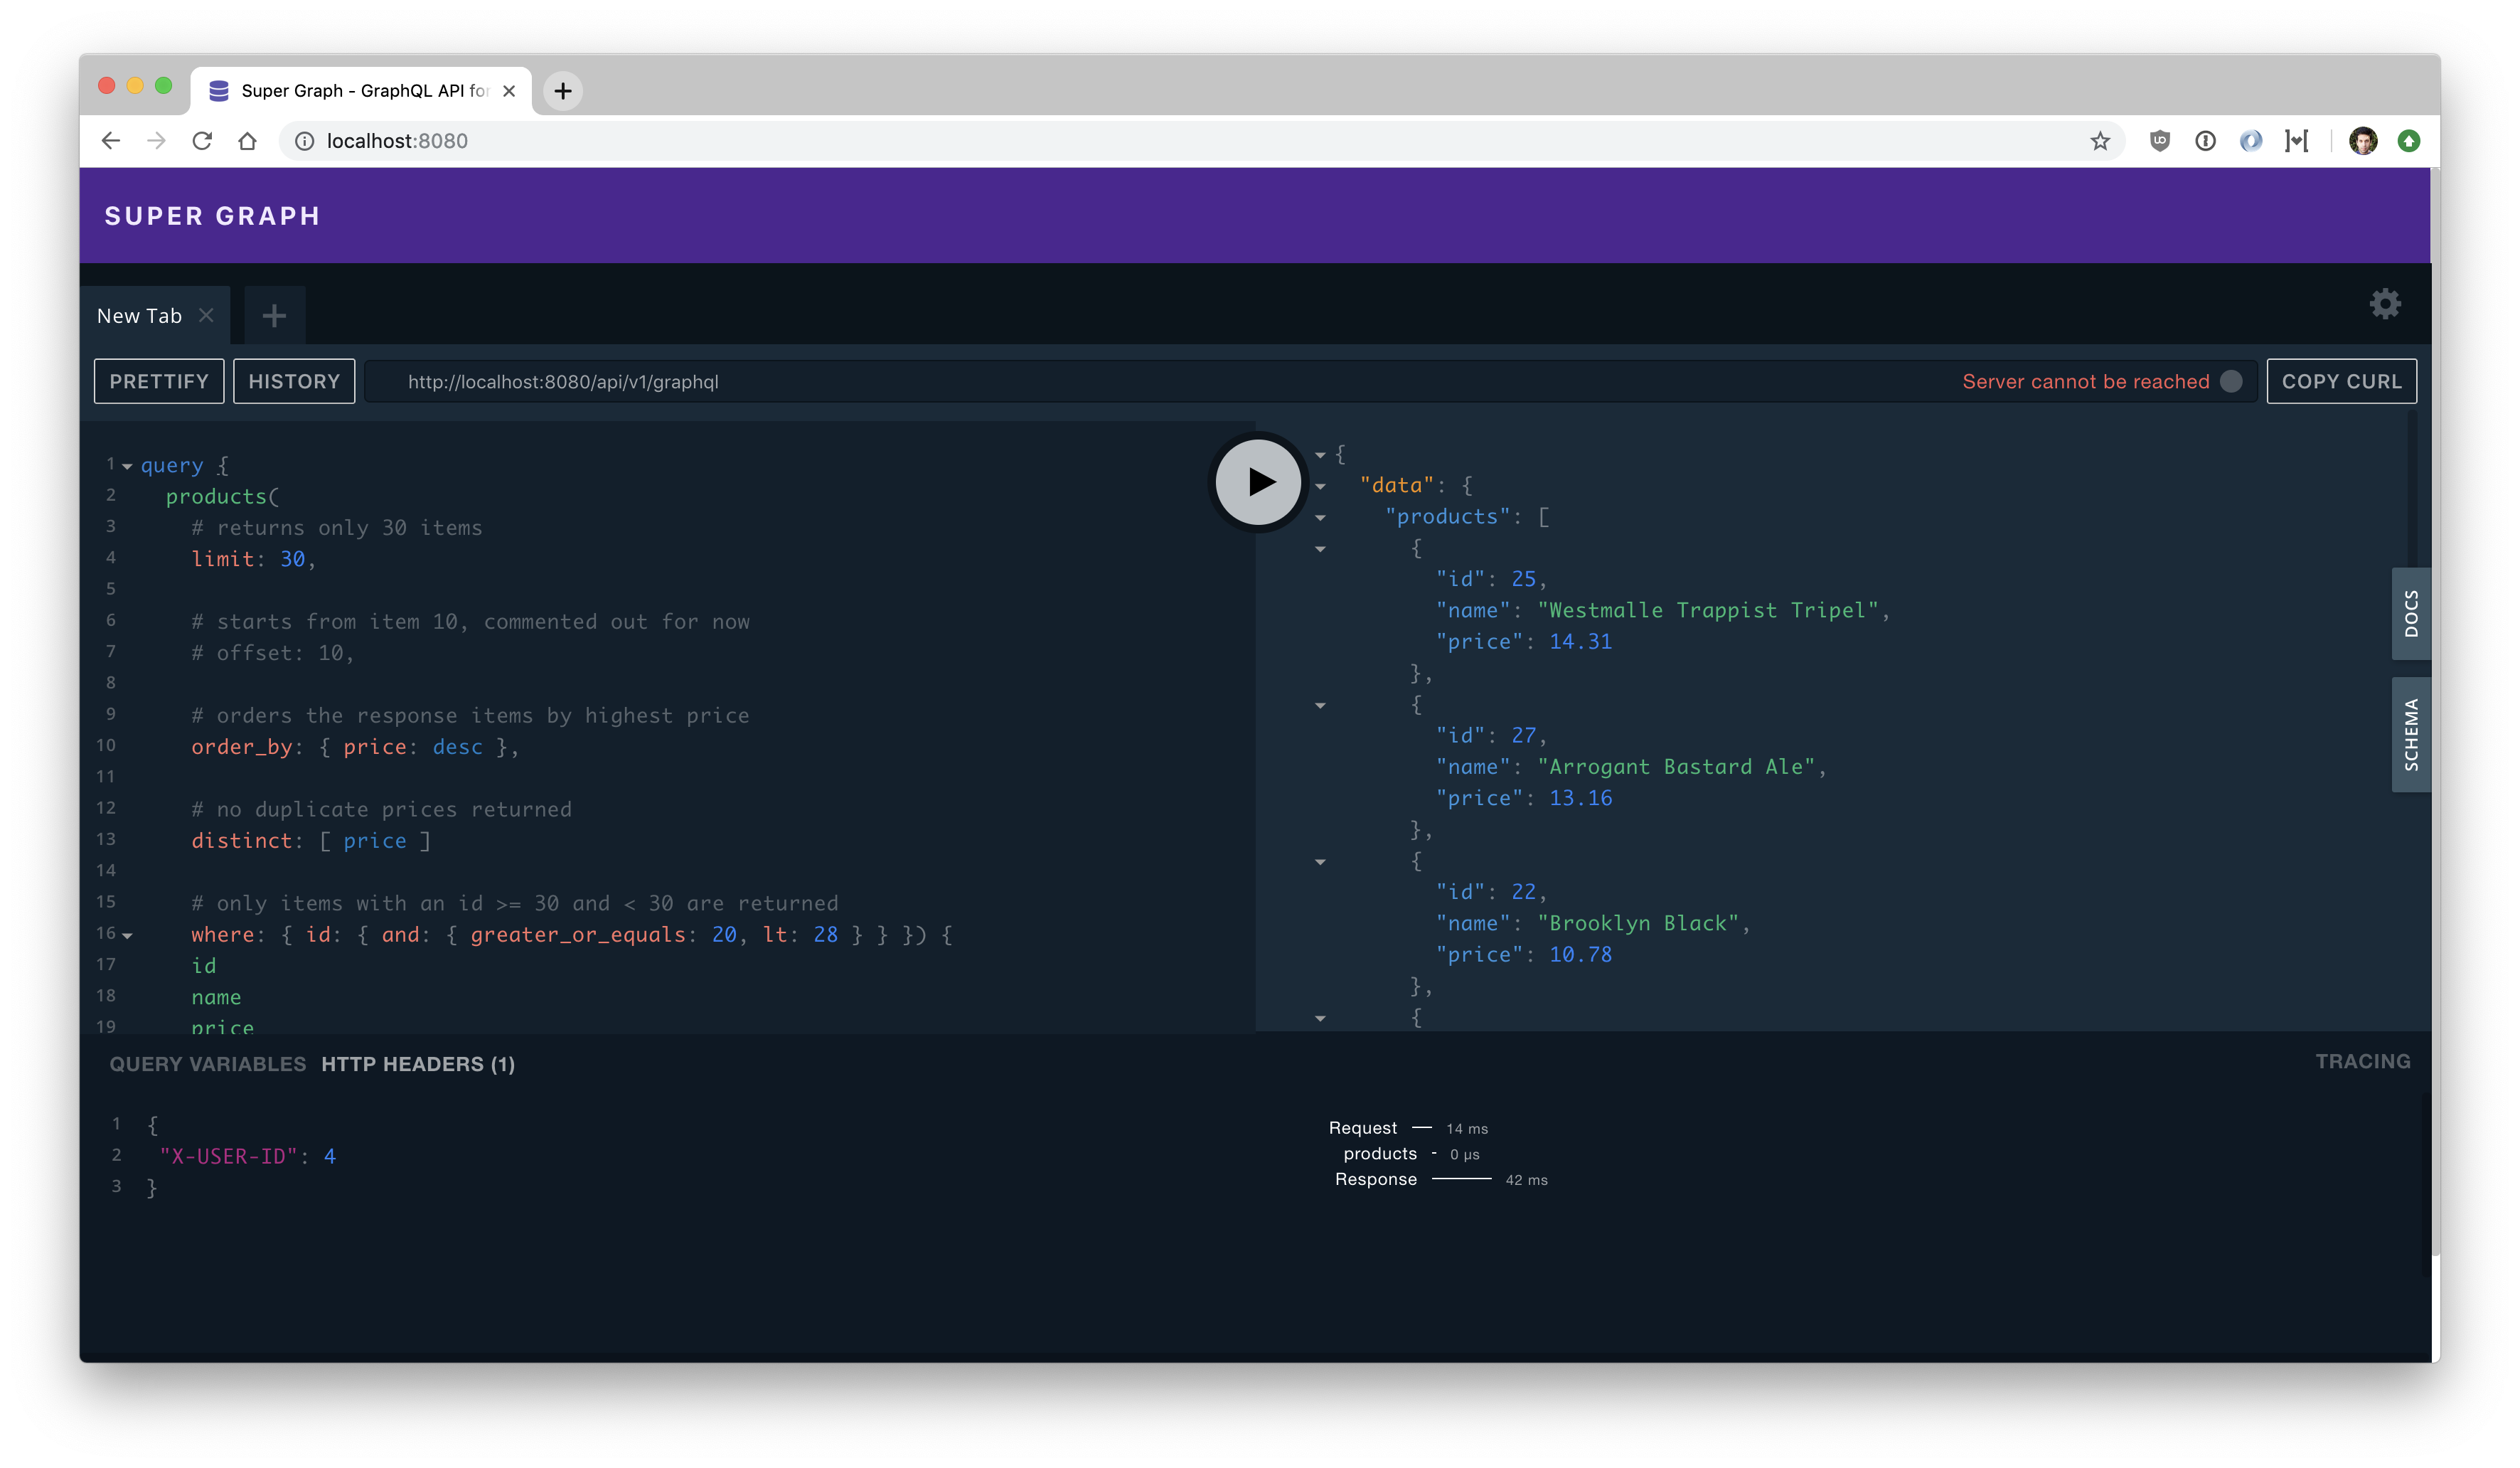 Super Graph - GraphQL API for
localhost:8080
SUPER GRAPH
New Tab
PRETTIFY HISTORY http://localhost:8080/api/v1/graphql Server cannot be reached COPY CURL
1 query {
2 products(
3 # returns only 30 items
4 limit: 30,
5
6 # starts from item 10, commented out for now
7 # offset: 10,
8
9 # orders the response items by highest price
10 order_by: { price: desc },
11
12 # no duplicate prices returned
13 distinct: [ price ]
14
15 # only items with an id >= 30 and < 30 are returned
16 where: { id: { and: { greater_or_equals: 20, lt: 28 } } }) {
17 id
18 name
19 price
{
"data": {
"products": [
{
"id": 25,
"name": "Westmalle Trappist Tripel",
"price": 14.31
},
{
"id": 27,
"name": "Arrogant Bastard Ale",
"price": 13.16
},
{
"id": 22,
"name": "Brooklyn Black",
"price": 10.78
},
{
DOCS
SCHEMA
QUERY VARIABLES HTTP HEADERS (1)
1 {
2 "X-USER-ID": 4
3 }
TRACING
Request 14 ms
products 0 µs
Response 42 ms